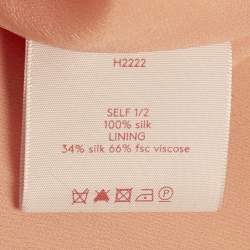 H2222
SELF 1/2
100% silk
LINING
34% silk 66% fsc viscose
P